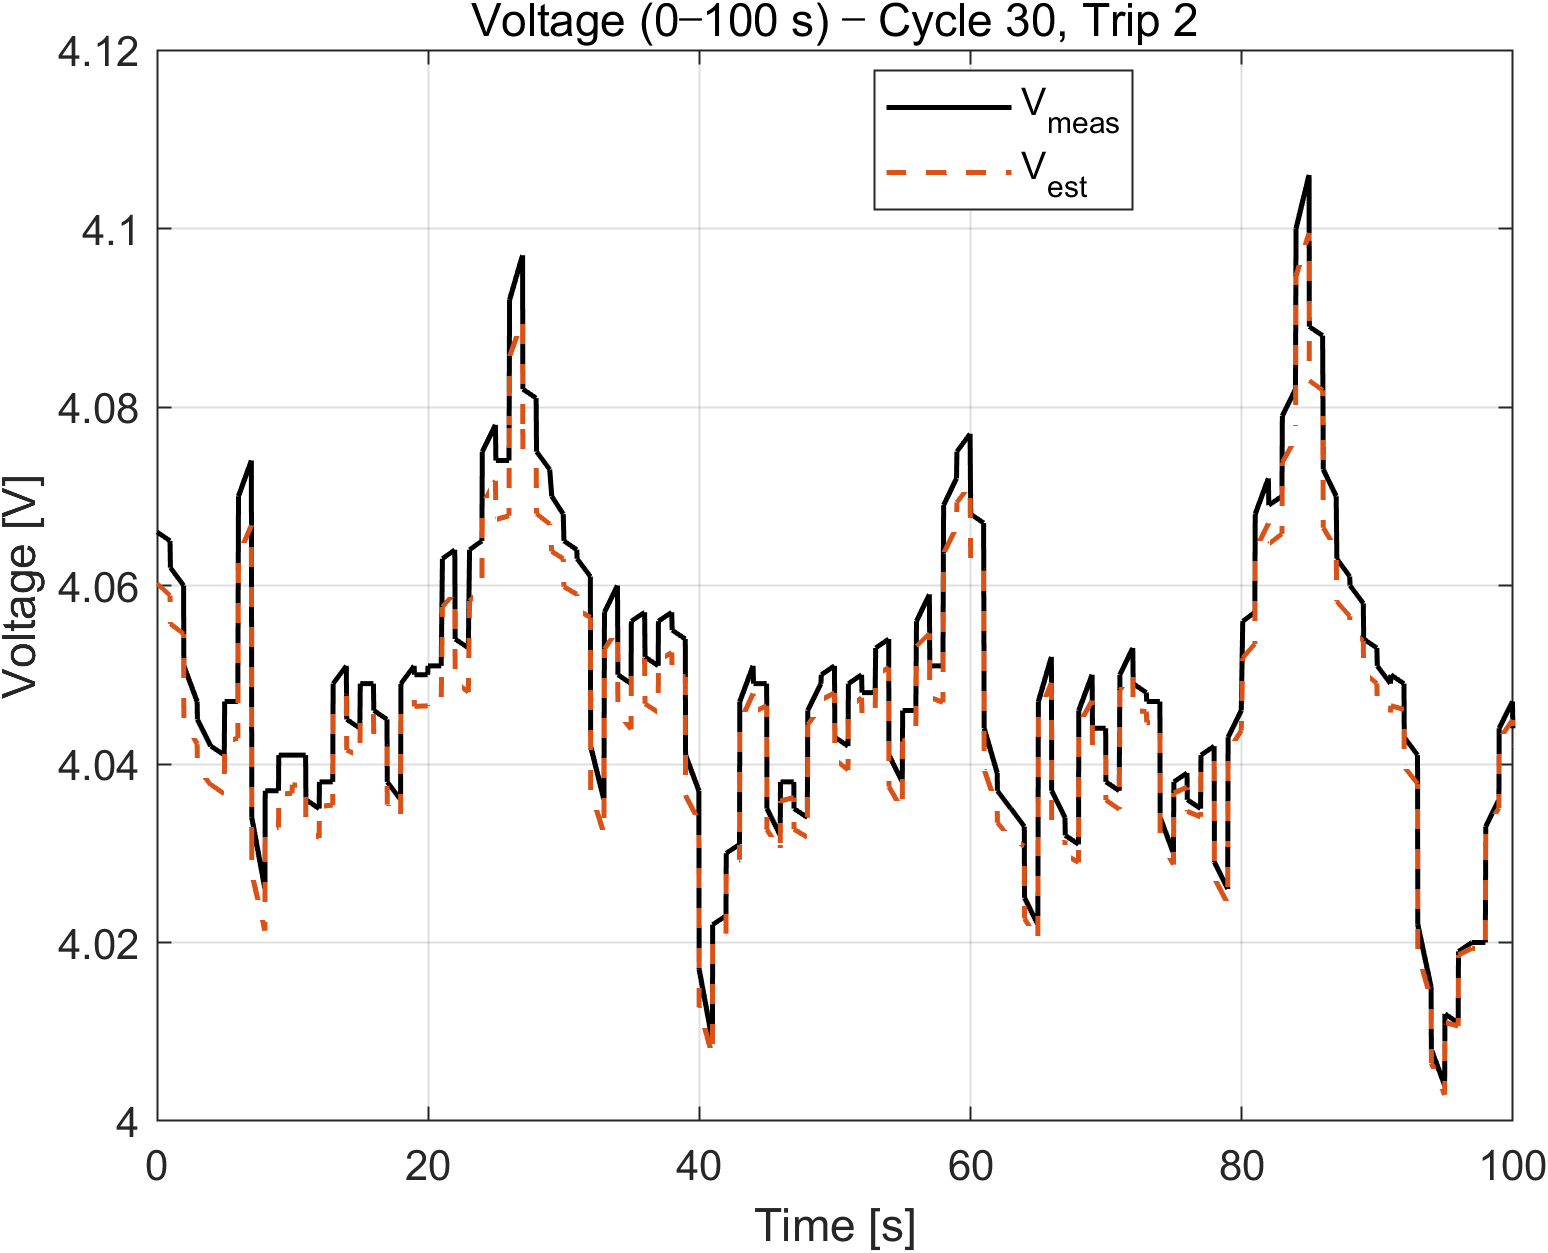 Voltage (0–100 s) – Cycle 30, Trip 2
4.12
4.1
4.08
4.06
4.04
4.02
4
Voltage [V]
V_meas
V_est
0
20
40
60
80
100
Time [s]